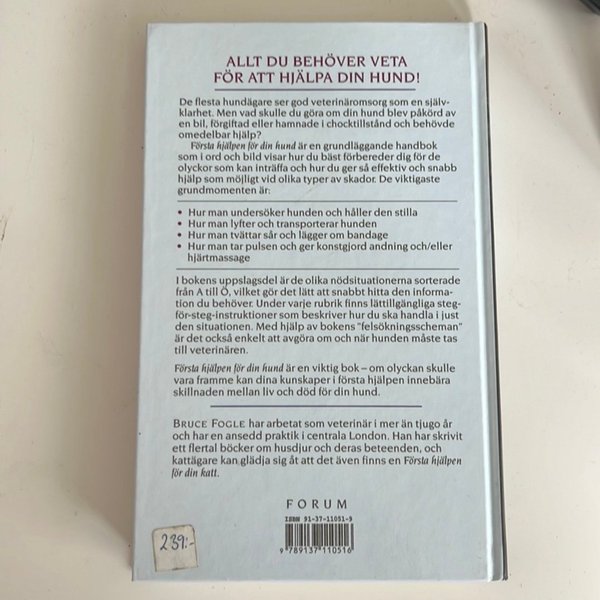 ALLT DU BEHÖVER VETA
FÖR ATT HJÄLPA DIN HUND!
De flesta hundägare ser god veterinäromsorg som en själv-
klarhet. Men vad skulle du göra om din hund blev påkörd av
en bil, förgiftad eller hamnade i chocktillstånd och behövde
omedelbar hjälp?
Första hjälpen för din hund är en grundläggande handbok
som i ord och bild visar hur du bäst förbereder dig för de
olyckor som kan inträffa och hur du ger så effektiv och snabb
hjälp som möjligt vid olika typer av skador. De viktigaste
grundmomenten är:
• Hur man undersöker hunden och håller den stilla
• Hur man lyfter och transporterar hunden
• Hur man tvättar sår och lägger om bandage
• Hur man tar pulsen och ger konstgjord andning och/eller
hjärtmassage
I bokens uppslagsdel är de olika nödsituationerna sorterade
från A till Ö, vilket gör det lätt att snabbt hitta den informa-
tion du behöver. Under varje rubrik finns lättillgängliga steg-
för-steg-instruktioner som beskriver hur du ska handla i just
den situationen. Med hjälp av bokens "felsökningsscheman"
är det också enkelt att avgöra om och när hunden måste tas
till veterinären.
Första hjälpen för din hund är en viktig bok – om olyckan skulle
vara framme kan dina kunskaper i första hjälpen innebära
skillnaden mellan liv och död för din hund.
BRUCE FOGLE har arbetat som veterinär i mer än tjugo år
och har en ansedd praktik i centrala London. Han har skrivit
ett flertal böcker om husdjur och deras beteenden, och
kattägare kan glädja sig åt att det även finns en Första hjälpen
för din katt.
FORUM
ISBN 91-37-11051-9
9 789137 110516
239:-